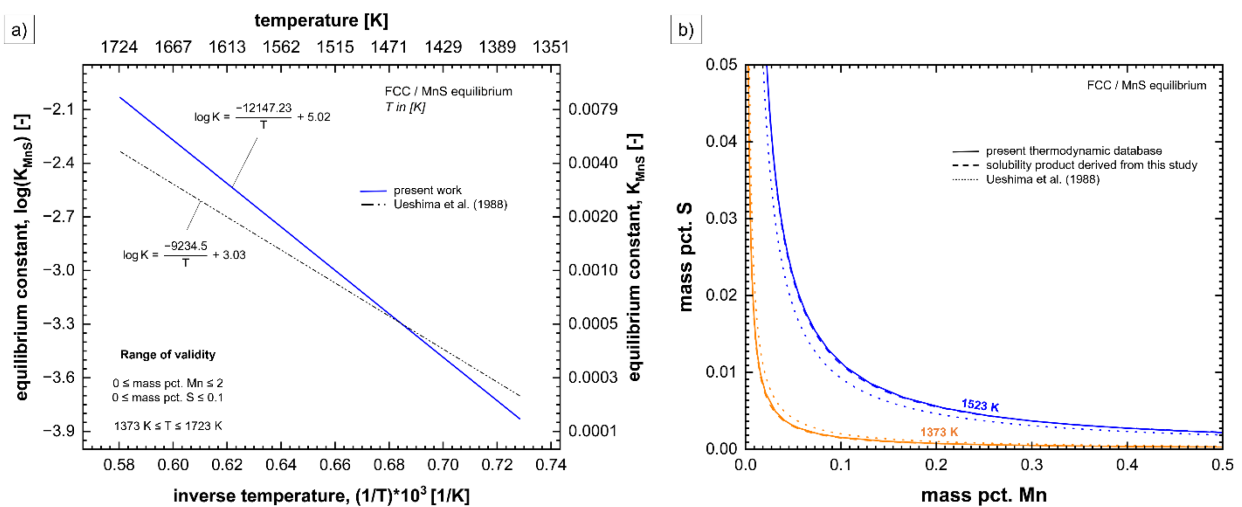 a)
temperature [K]
1724 1667 1613 1562 1515 1471 1429 1389 1351
equilibrium constant, log(K_MnS) [-]
−2.1
−2.4
−2.7
−3.0
−3.3
−3.6
−3.9
FCC / MnS equilibrium
T in [K]
log K = −12147.23 / T + 5.02
present work
Ueshima et al. (1988)
log K = −9234.5 / T + 3.03
Range of validity
0 ≤ mass pct. Mn ≤ 2
0 ≤ mass pct. S ≤ 0.1
1373 K ≤ T ≤ 1723 K
0.0079
0.0040
0.0020
0.0010
0.0005
0.0003
0.0001
equilibrium constant, K_MnS [-]
0.58 0.60 0.62 0.64 0.66 0.68 0.70 0.72 0.74
inverse temperature, (1/T)*10³ [1/K]
b)
mass pct. S
0.05
0.04
0.03
0.02
0.01
0.00
FCC / MnS equilibrium
present thermodynamic database
solubility product derived from this study
Ueshima et al. (1988)
1523 K
1373 K
0.0 0.1 0.2 0.3 0.4 0.5
mass pct. Mn